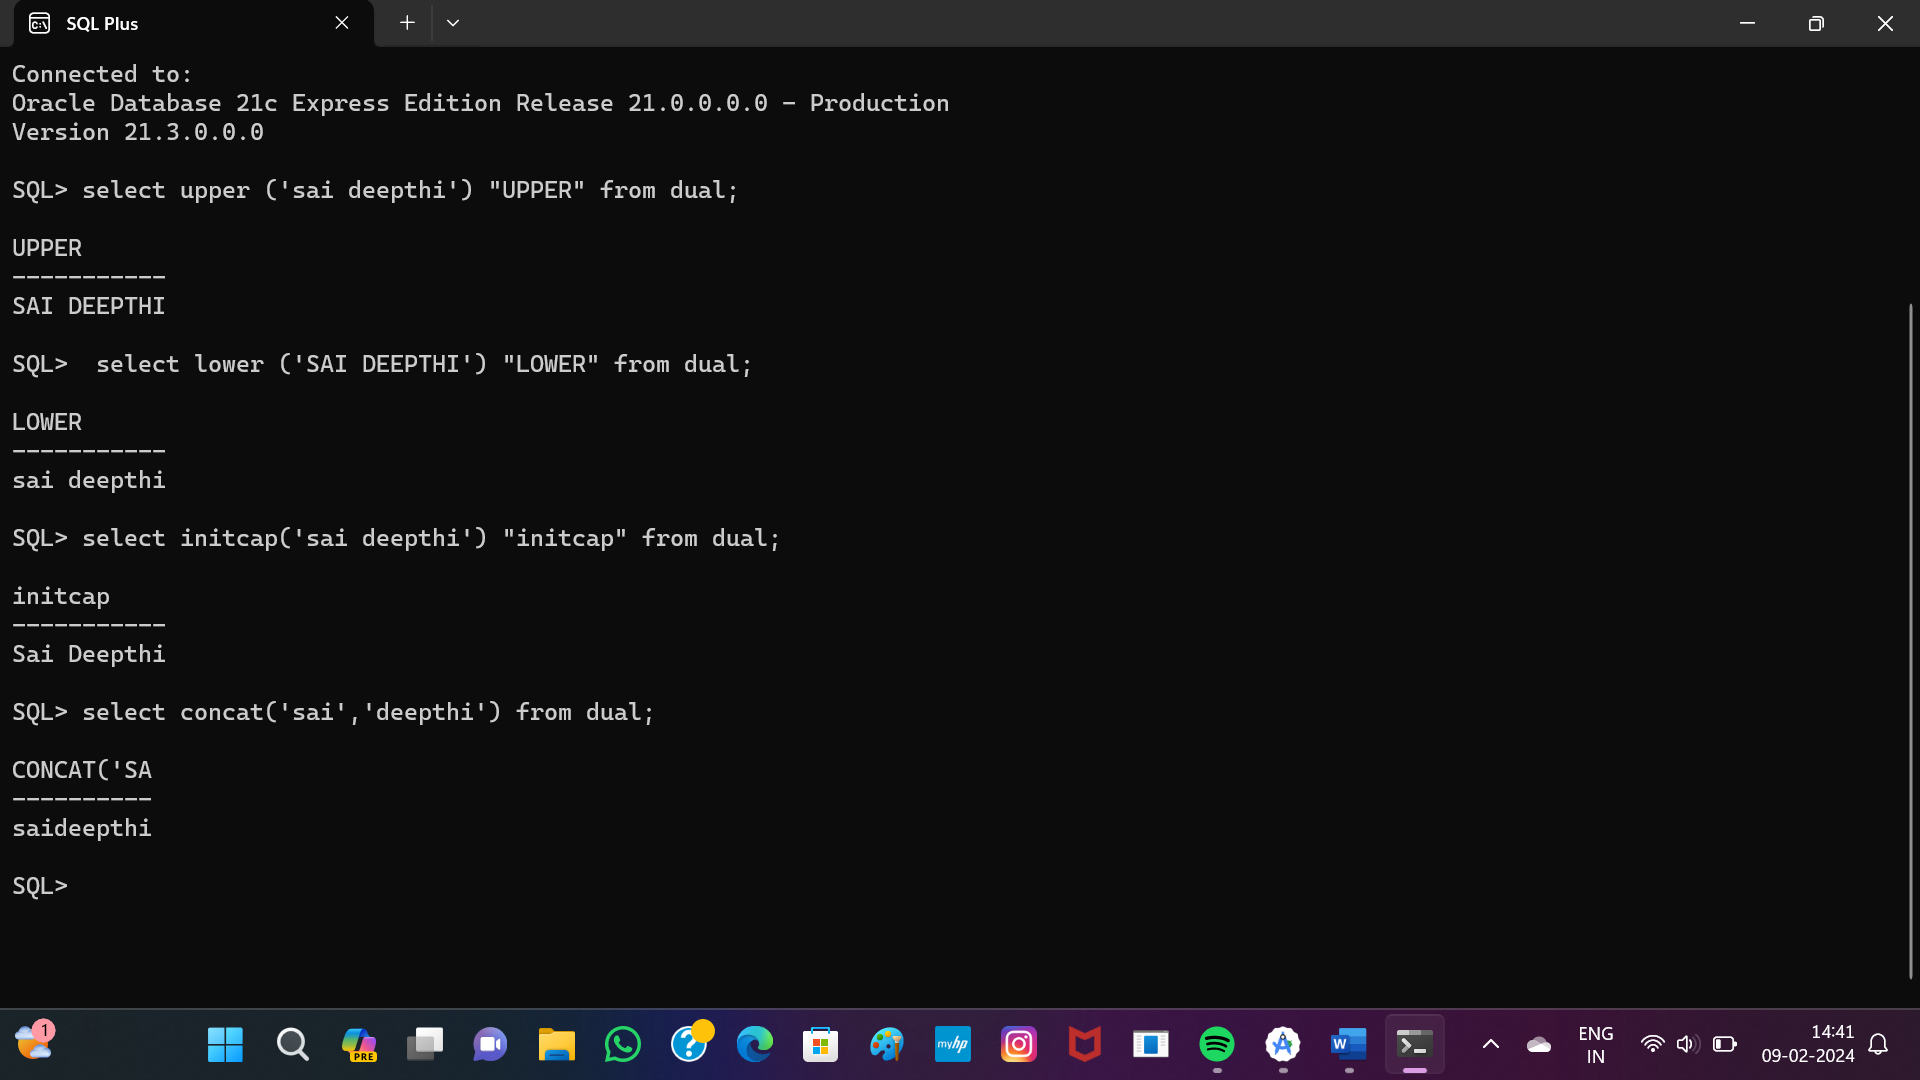 SQL Plus
Connected to:
Oracle Database 21c Express Edition Release 21.0.0.0.0 - Production
Version 21.3.0.0.0
SQL> select upper ('sai deepthi') "UPPER" from dual;
UPPER
-----------
SAI DEEPTHI
SQL>  select lower ('SAI DEEPTHI') "LOWER" from dual;
LOWER
-----------
sai deepthi
SQL> select initcap('sai deepthi') "initcap" from dual;
initcap
-----------
Sai Deepthi
SQL> select concat('sai','deepthi') from dual;
CONCAT('SA
----------
saideepthi
SQL>
1
PRE
myhp
W
ENG
IN
14:41
09-02-2024